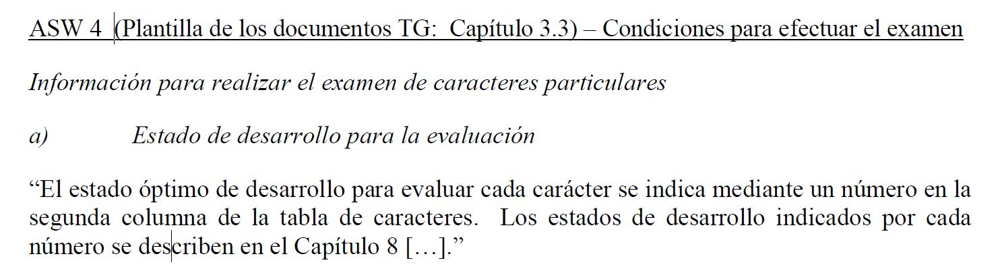 ASW 4 (Plantilla de los documentos TG: Capítulo 3.3) – Condiciones para efectuar el examen
Información para realizar el examen de caracteres particulares
a) Estado de desarrollo para la evaluación
“El estado óptimo de desarrollo para evaluar cada carácter se indica mediante un número en la
segunda columna de la tabla de caracteres. Los estados de desarrollo indicados por cada
número se describen en el Capítulo 8 […].”